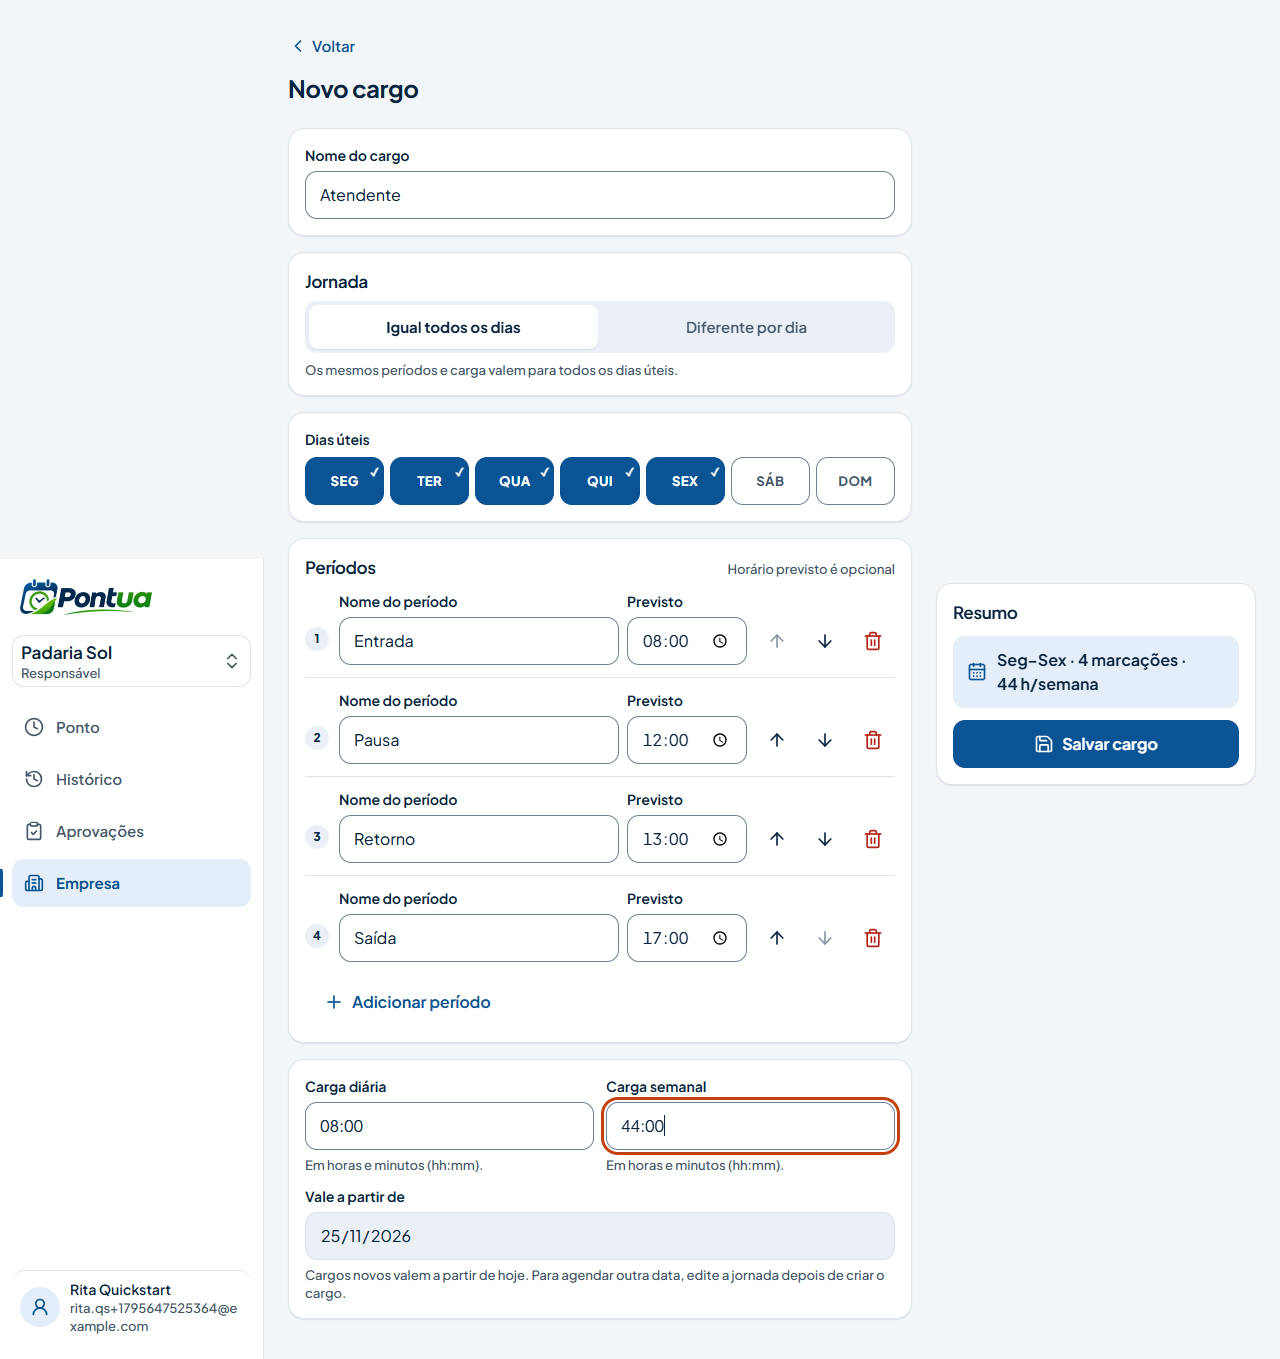 Voltar
Novo cargo
Nome do cargo
Atendente
Jornada
Igual todos os dias
Diferente por dia
Os mesmos períodos e carga valem para todos os dias úteis.
Dias úteis
SEG
TER
QUA
QUI
SEX
SÁB
DOM
Períodos
Horário previsto é opcional
Nome do período
Previsto
1
Entrada
08:00
Nome do período
Previsto
2
Pausa
12:00
Nome do período
Previsto
3
Retorno
13:00
Nome do período
Previsto
4
Saída
17:00
Adicionar período
Carga diária
08:00
Em horas e minutos (hh:mm).
Carga semanal
44:00
Em horas e minutos (hh:mm).
Vale a partir de
25/11/2026
Cargos novos valem a partir de hoje. Para agendar outra data, edite a jornada depois de criar o
cargo.
Resumo
Seg–Sex · 4 marcações ·
44 h/semana
Salvar cargo
Pontua
Padaria Sol
Responsável
Ponto
Histórico
Aprovações
Empresa
Rita Quickstart
rita.qs+1795647525364@e
xample.com